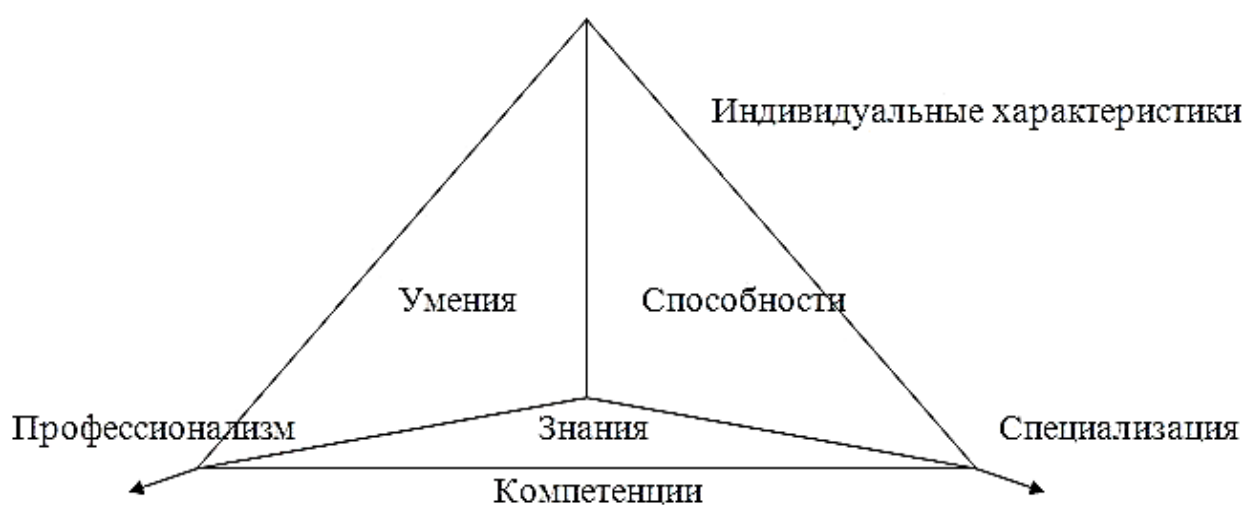 Индивидуальные характеристики
Умения
Способности
Профессионализм
Знания
Специализация
Компетенции